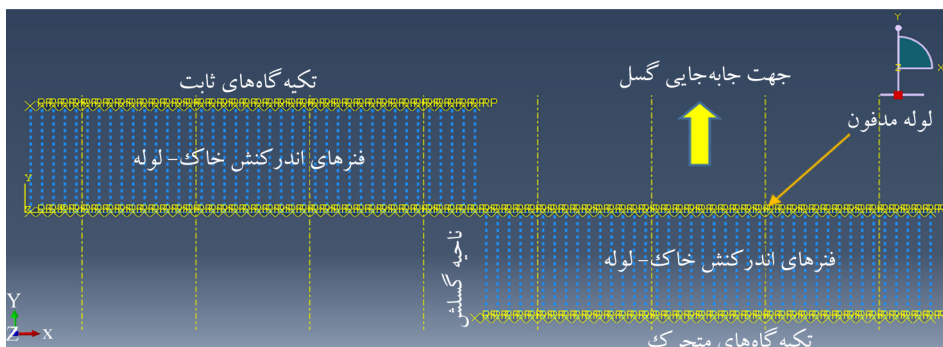 تکیه گاه‌های ثابت
جهت جابه‌جایی گسل
لوله مدفون
فنرهای اندرکنش خاک- لوله
ناحیه گسلش
فنرهای اندرکنش خاک- لوله
تکیه گاه‌های متحرک
Y
X
Z
Y
Z
Y
Z
X